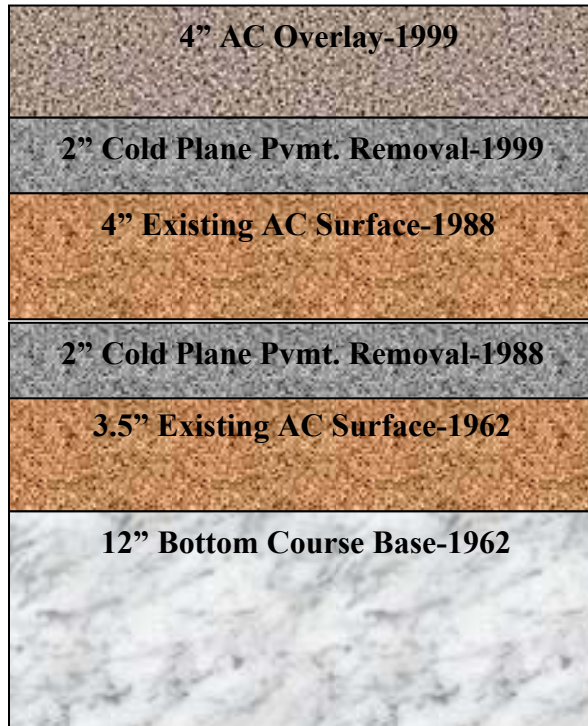 4” AC Overlay-1999
2” Cold Plane Pvmt. Removal-1999
4” Existing AC Surface-1988
2” Cold Plane Pvmt. Removal-1988
3.5” Existing AC Surface-1962
12” Bottom Course Base-1962